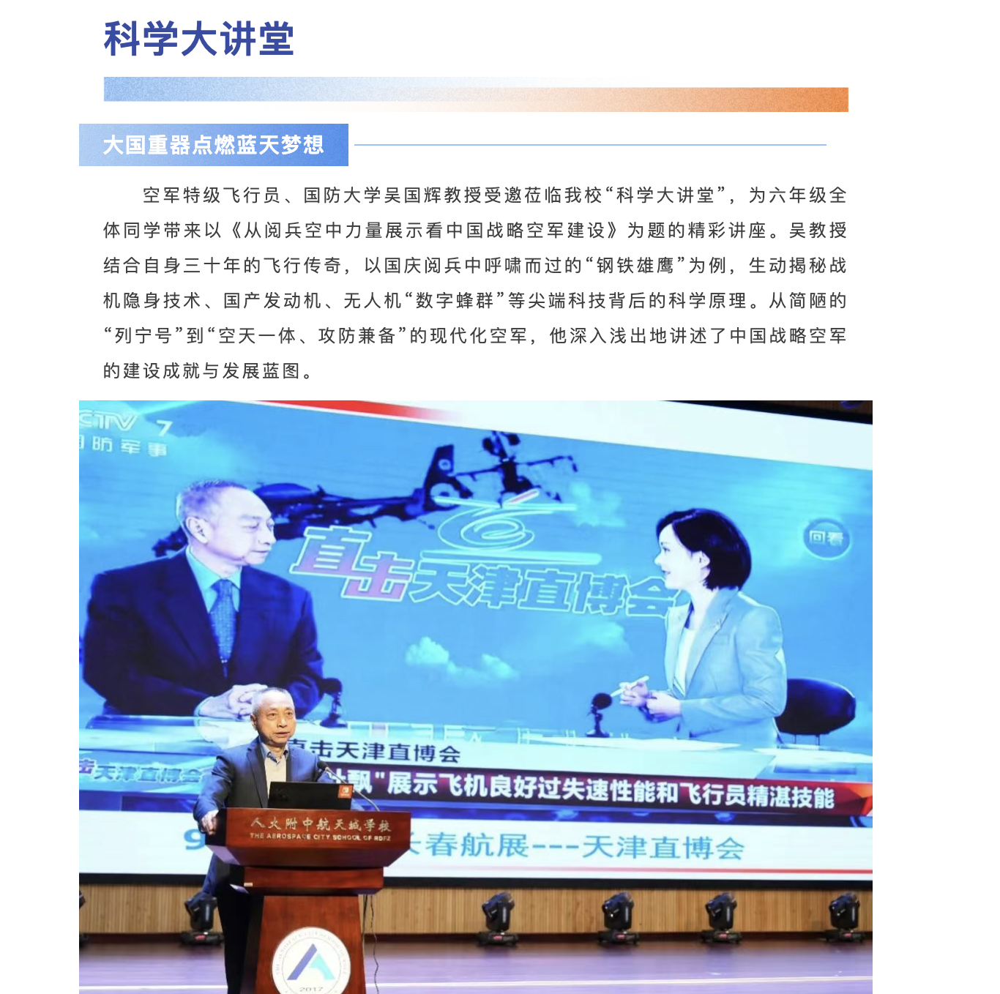 科学大讲堂
大国重器点燃蓝天梦想
空军特级飞行员、国防大学吴国辉教授受邀莅临我校“科学大讲堂”，为六年级全
体同学带来以《从阅兵空中力量展示看中国战略空军建设》为题的精彩讲座。吴教授
结合自身三十年的飞行传奇，以国庆阅兵中呼啸而过的“钢铁雄鹰”为例，生动揭秘战
机隐身技术、国产发动机、无人机“数字蜂群”等尖端科技背后的科学原理。从简陋的
“列宁号”到“空天一体、攻防兼备”的现代化空军，他深入浅出地讲述了中国战略空军
的建设成就与发展蓝图。
CCTV 7
国防军事
回看
直击天津直博会
直击天津直博会
击天津直博会
飘"展示飞机良好过失速性能和飞行员精湛技能
9
长春航展---天津直博会
人大附中航天城学校
THE AEROSPACE CITY SCHOOL OF RDFZ
2017